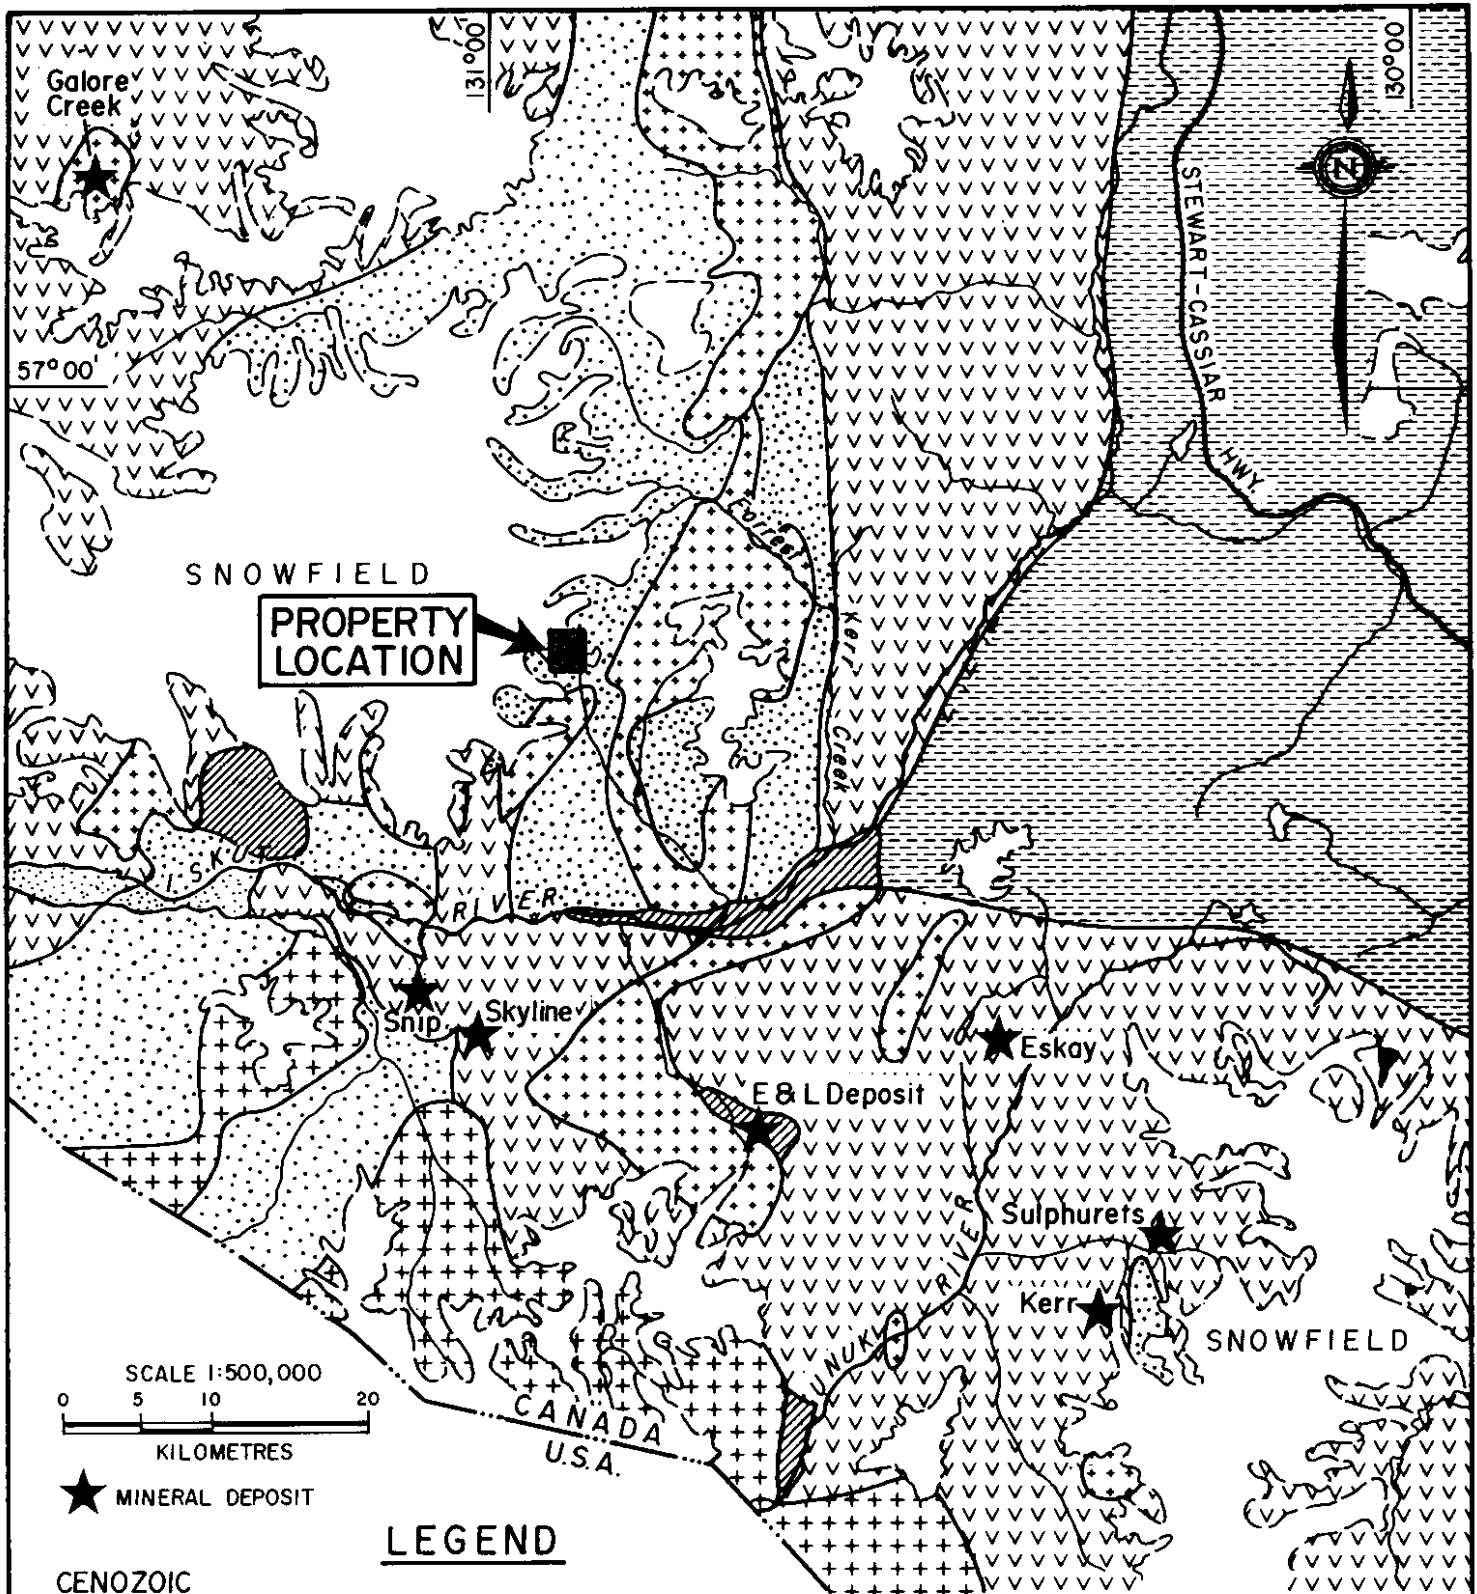 Galore
Creek
131°00'
130°00'
N
STEWART-CASSIAR
HWY
57°00'
Forrest
SNOWFIELD
PROPERTY
LOCATION
Kerr
Creek
ISKUT
RIVER
Snip
Skyline
Eskay
E & L Deposit
Sulphurets
RIVER
UNUK
Kerr
SNOWFIELD
SCALE 1:500,000
0 5 10 20
KILOMETRES
CANADA
U.S.A.
MINERAL DEPOSIT
LEGEND
CENOZOIC